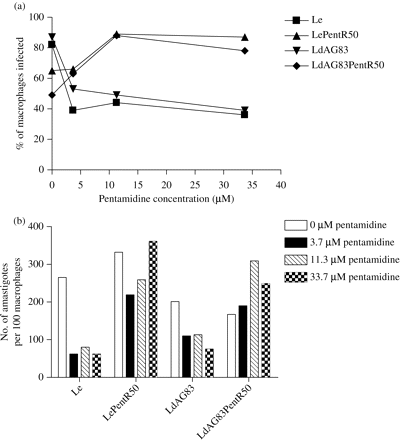 (a)
Le
LePentR50
LdAG83
LdAG83PentR50
% of macrophages infected
100
80
60
40
20
0
0 5 10 15 20 25 30 35 40
Pentamidine concentration (µM)
(b)
0 µM pentamidine
3.7 µM pentamidine
11.3 µM pentamidine
33.7 µM pentamidine
No. of amastigotes
per 100 macrophages
400
300
200
100
0
Le
LePentR50
LdAG83
LdAG83PentR50